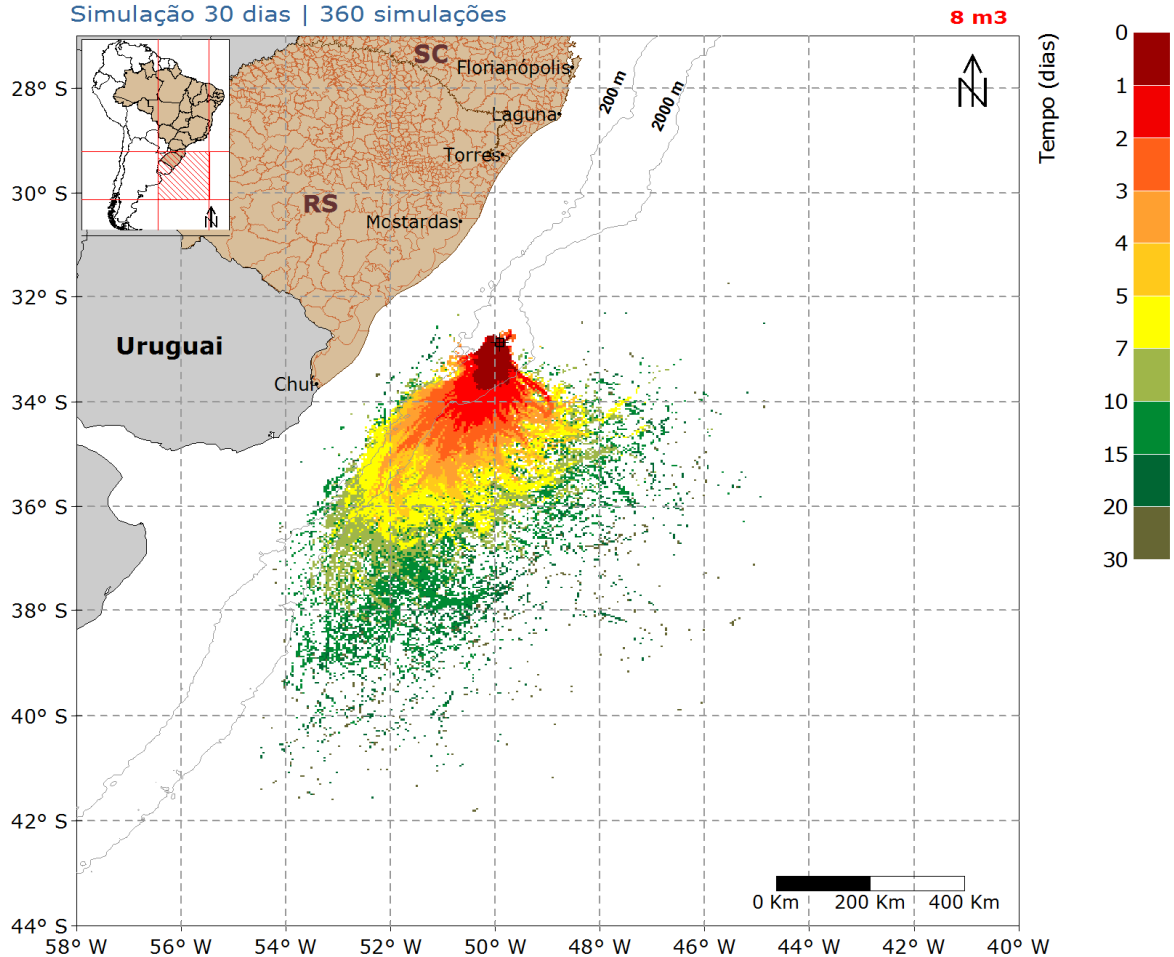 Simulação 30 dias | 360 simulações
8 m3
Tempo (dias)
0
1
2
3
4
5
7
10
15
20
30
N
N
SC
Florianópolis
Laguna
Torres
RS
Mostardas
Uruguai
Chuí
200 m
2000 m
28° S
30° S
32° S
34° S
36° S
38° S
40° S
42° S
44° S
0 Km 200 Km 400 Km
58° W 56° W 54° W 52° W 50° W 48° W 46° W 44° W 42° W 40° W